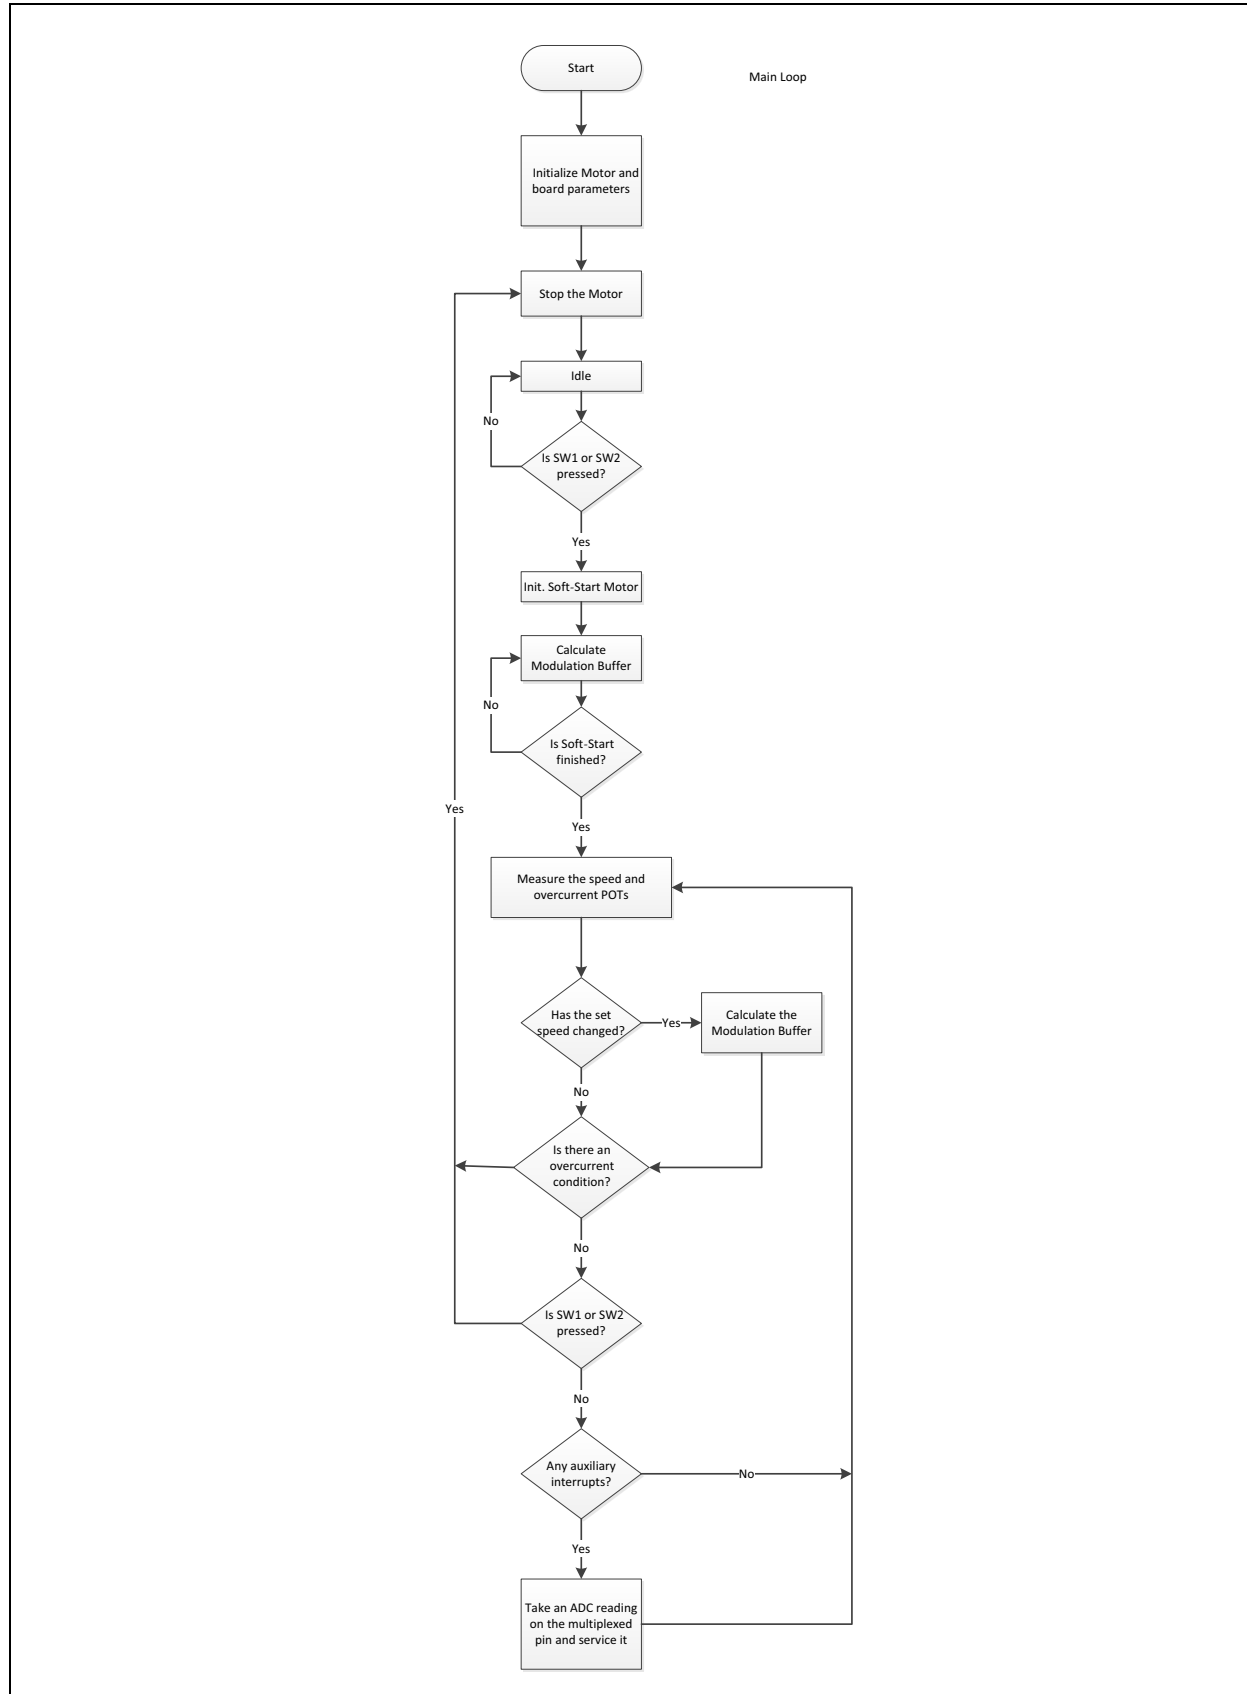 Start
Main Loop
Initialize Motor and
board parameters
Stop the Motor
Idle
No
Is SW1 or SW2
pressed?
Yes
Init. Soft-Start Motor
Calculate
Modulation Buffer
No
Is Soft-Start
finished?
Yes
Yes
Measure the speed and
overcurrent POTs
Has the set
speed changed?
Yes
Calculate the
Modulation Buffer
No
Is there an
overcurrent
condition?
No
Is SW1 or SW2
pressed?
No
Any auxiliary
interrupts?
No
Yes
Take an ADC reading
on the multiplexed
pin and service it